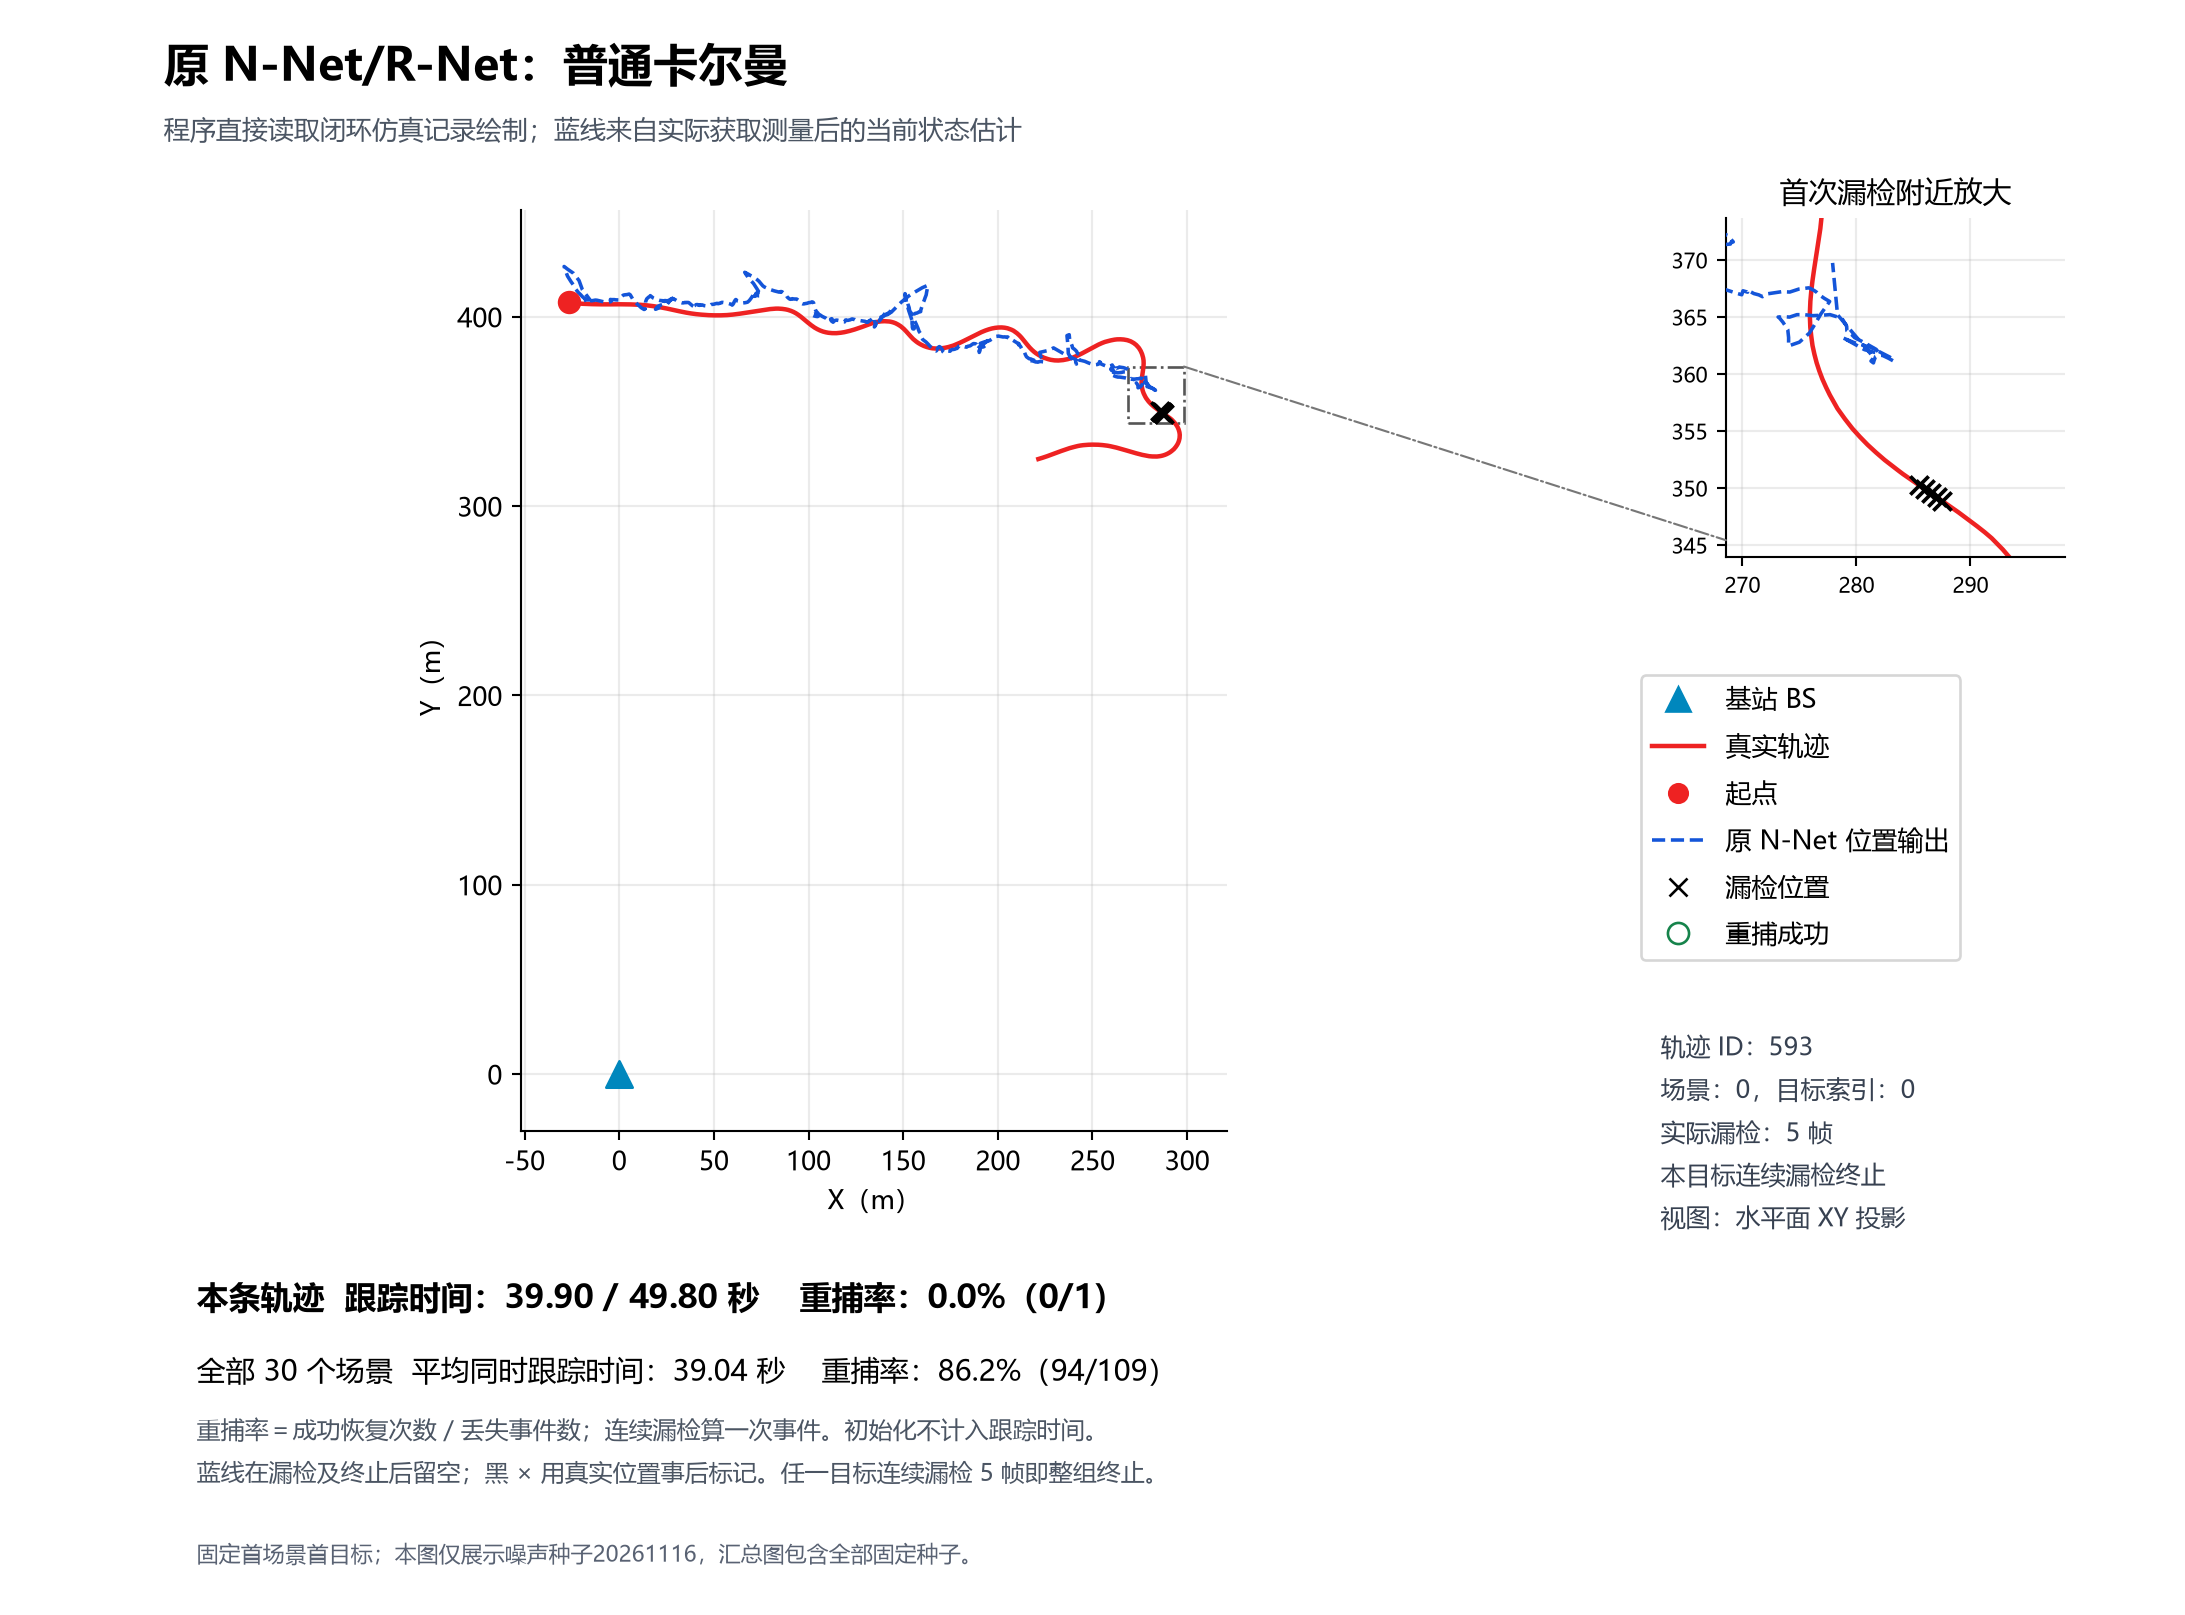 原 N-Net/R-Net：普通卡尔曼
程序直接读取闭环仿真记录绘制；蓝线来自实际获取测量后的当前状态估计
首次漏检附近放大
370
365
360
355
350
345
270 280 290
400
300
200
100
0
Y（m）
-50 0 50 100 150 200 250 300
X（m）
基站 BS
真实轨迹
起点
原 N-Net 位置输出
漏检位置
重捕成功
轨迹 ID：593
场景：0，目标索引：0
实际漏检：5 帧
本目标连续漏检终止
视图：水平面 XY 投影
本条轨迹 跟踪时间：39.90 / 49.80 秒 重捕率：0.0%（0/1）
全部 30 个场景 平均同时跟踪时间：39.04 秒 重捕率：86.2%（94/109）
重捕率 = 成功恢复次数 / 丢失事件数；连续漏检算一次事件。初始化不计入跟踪时间。
蓝线在漏检及终止后留空；黑 × 用真实位置事后标记。任一目标连续漏检 5 帧即整组终止。
固定首场景首目标；本图仅展示噪声种子20261116，汇总图包含全部固定种子。